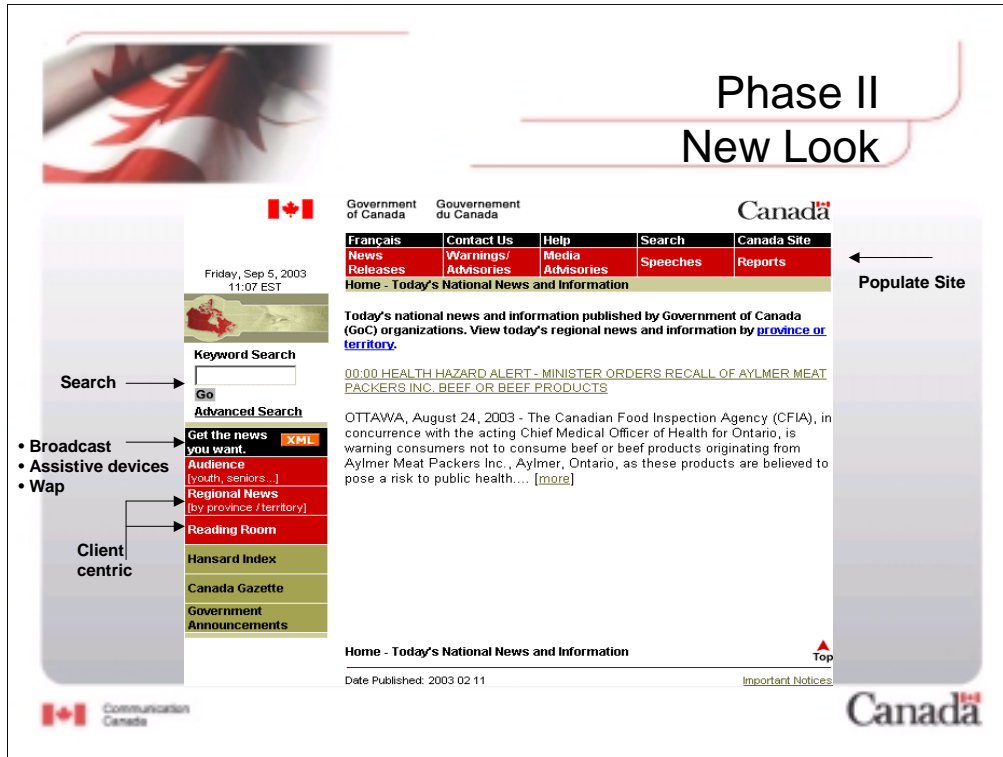 Phase II
New Look
Government
of Canada
Gouvernement
du Canada
Canada
Français Contact Us Help Search Canada Site
News
Releases
Warnings/
Advisories
Media
Advisories
Speeches
Reports
Populate Site
Friday, Sep 5, 2003
11:07 EST
Home - Today's National News and Information
Today's national news and information published by Government of Canada
(GoC) organizations. View today's regional news and information by province or
territory.
Keyword Search
Search
Go
Advanced Search
00:00 HEALTH HAZARD ALERT - MINISTER ORDERS RECALL OF AYLMER MEAT
PACKERS INC. BEEF OR BEEF PRODUCTS
OTTAWA, August 24, 2003 - The Canadian Food Inspection Agency (CFIA), in
concurrence with the acting Chief Medical Officer of Health for Ontario, is
warning consumers not to consume beef or beef products originating from
Aylmer Meat Packers Inc., Aylmer, Ontario, as these products are believed to
pose a risk to public health.... [more]
• Broadcast
• Assistive devices
• Wap
Get the news
you want.
XML
Audience
[youth, seniors...]
Regional News
[by province / territory]
Reading Room
Client
centric
Hansard Index
Canada Gazette
Government
Announcements
Home - Today's National News and Information
Top
Date Published: 2003 02 11
Important Notices
Communication
Canada
Canada